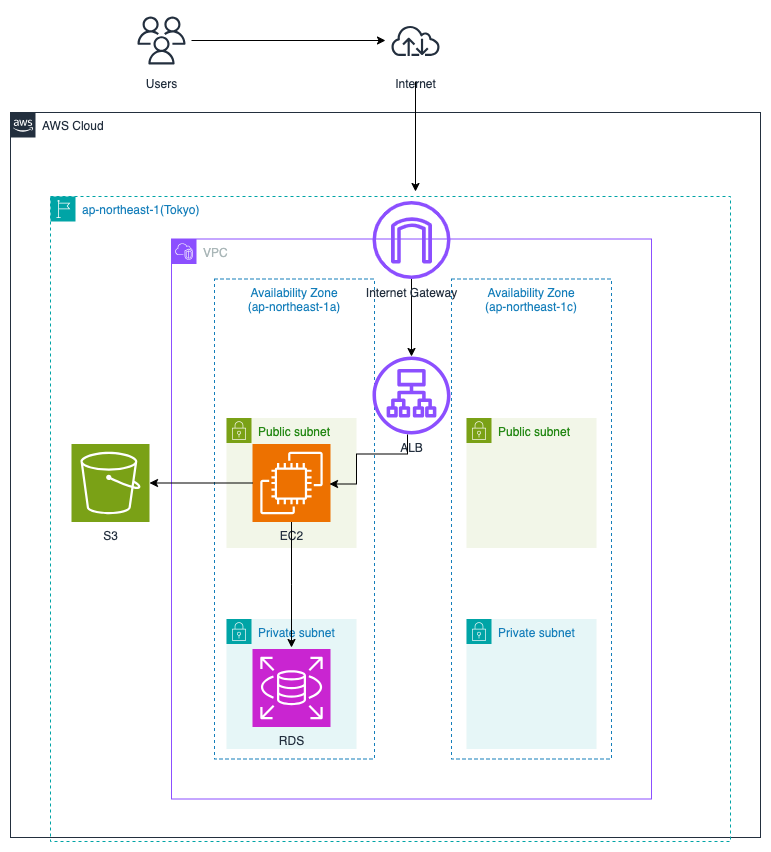 Users
Internet
aws
AWS Cloud
ap-northeast-1(Tokyo)
VPC
Internet Gateway
Availability Zone
(ap-northeast-1a)
Availability Zone
(ap-northeast-1c)
ALB
Public subnet
Public subnet
S3
EC2
Private subnet
Private subnet
RDS